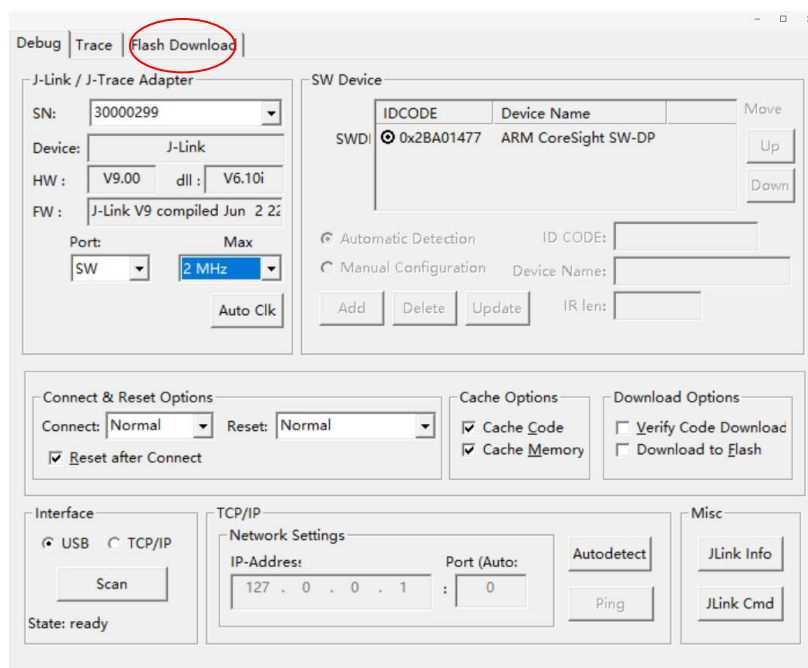 Debug Trace Flash Download
J-Link / J-Trace Adapter
SN: 30000299
Device: J-Link
HW : V9.00 dll : V6.10i
FW : J-Link V9 compiled Jun 2 22
Port: Max
SW 2 MHz
Auto Clk
SW Device
IDCODE Device Name
SWDI 0x2BA01477 ARM CoreSight SW-DP
Move
Up
Down
Automatic Detection ID CODE:
Manual Configuration Device Name:
Add Delete Update IR len:
Connect & Reset Options
Connect: Normal Reset: Normal
Reset after Connect
Cache Options
Cache Code
Cache Memory
Download Options
Verify Code Download
Download to Flash
Interface
USB TCP/IP
Scan
State: ready
TCP/IP
Network Settings
IP-Address: Port (Auto:
127 . 0 . 0 . 1 : 0
Autodetect
Ping
Misc
JLink Info
JLink Cmd